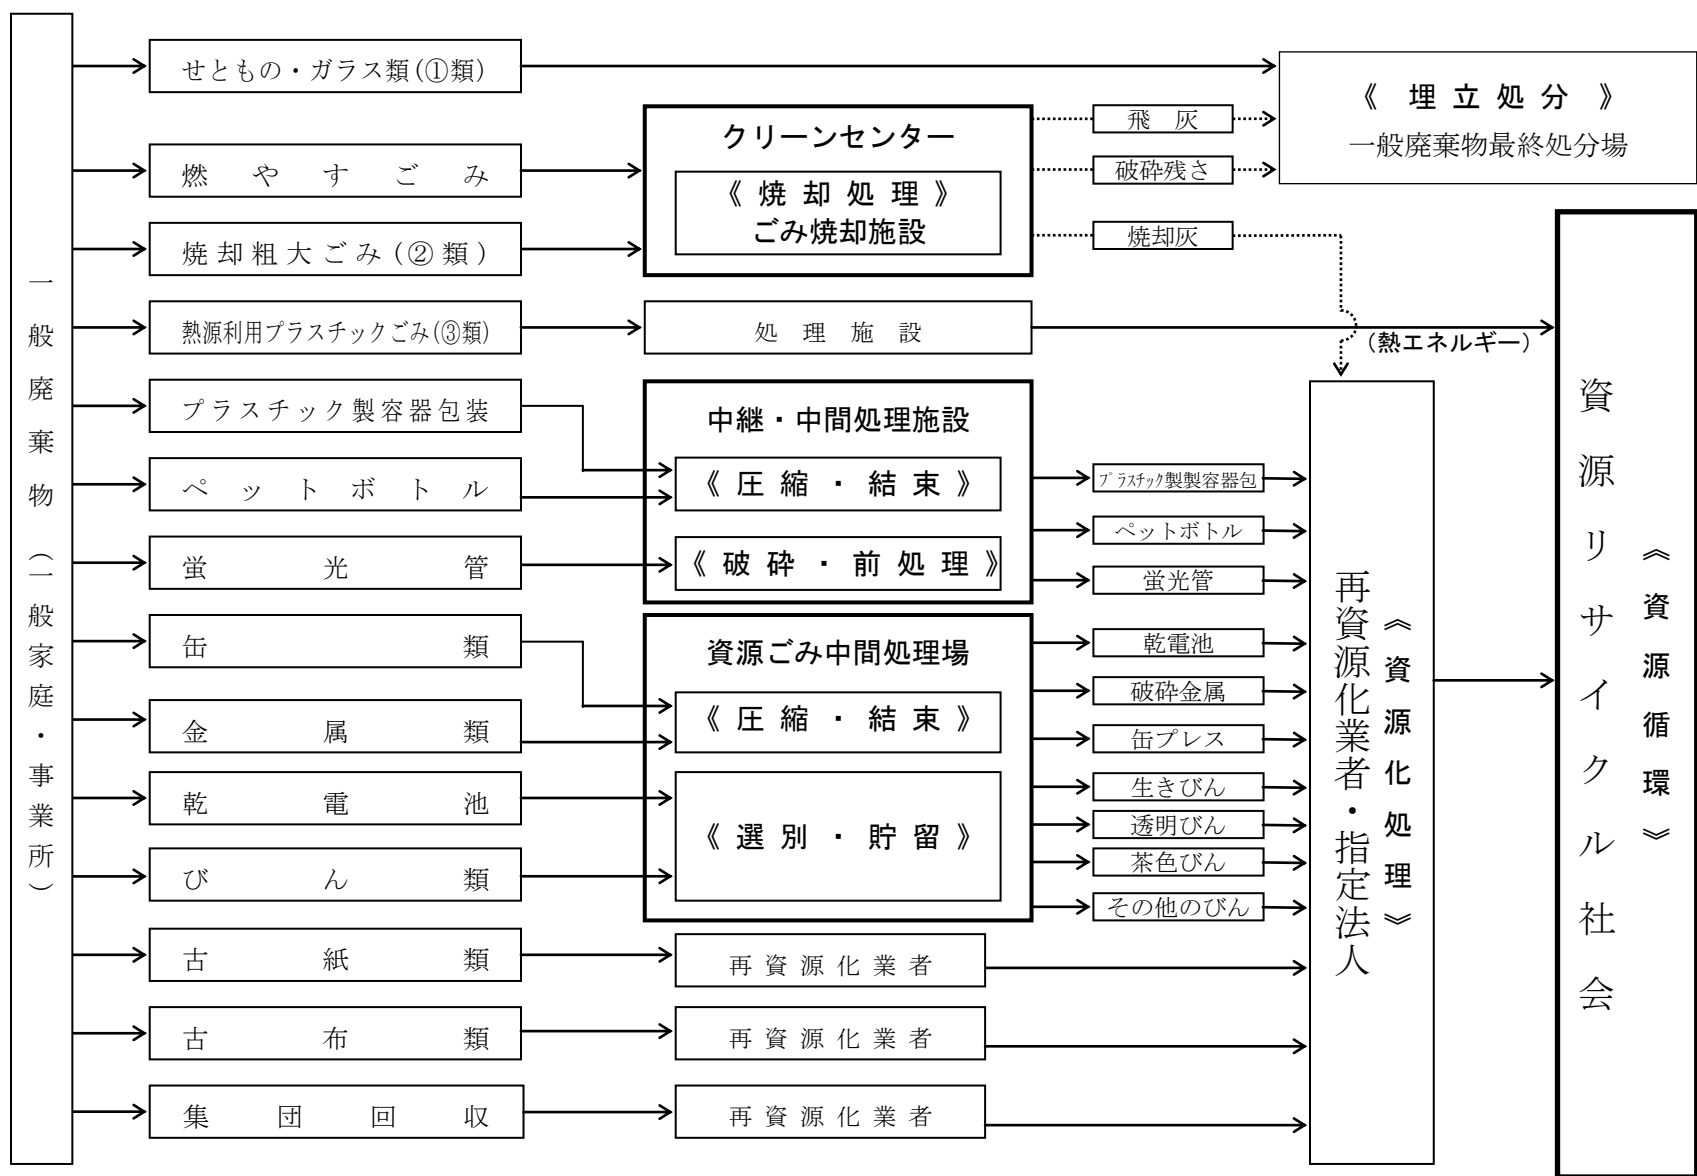 一般廃棄物（一般家庭・事業所）
せともの・ガラス類(①類)
燃やすごみ
焼却粗大ごみ(②類)
熱源利用プラスチックごみ(③類)
プラスチック製容器包装
ペットボトル
蛍光管
缶類
金属類
乾電池
びん類
古紙類
古布類
集団回収
クリーンセンター
《焼却処理》
ごみ焼却施設
処理施設
中継・中間処理施設
《圧縮・結束》
《破砕・前処理》
資源ごみ中間処理場
《圧縮・結束》
《選別・貯留》
再資源化業者
再資源化業者
再資源化業者
飛灰
破砕残さ
焼却灰
プラスチック製製容器包
ペットボトル
蛍光管
乾電池
破砕金属
缶プレス
生きびん
透明びん
茶色びん
その他のびん
《埋立処分》
一般廃棄物最終処分場
(熱エネルギー)
《資源化処理》
再資源化業者・指定法人
《資源循環》
資源リサイクル社会